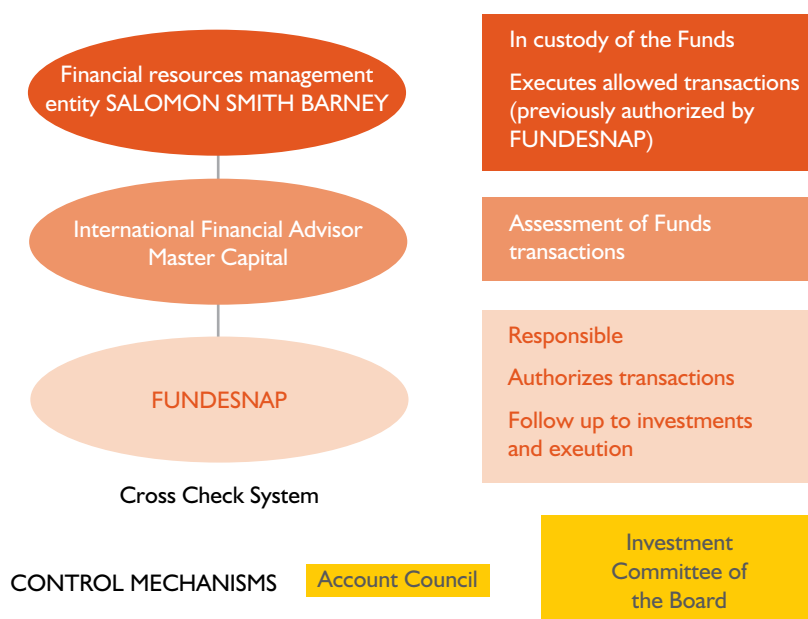 Financial resources management
entity SALOMON SMITH BARNEY
In custody of the Funds
Executes allowed transactions
(previously authorized by
FUNDESNAP)
International Financial Advisor
Master Capital
Assessment of Funds
transactions
FUNDESNAP
Responsible
Authorizes transactions
Follow up to investments
and exeution
Cross Check System
CONTROL MECHANISMS
Account Council
Investment
Committee of
the Board